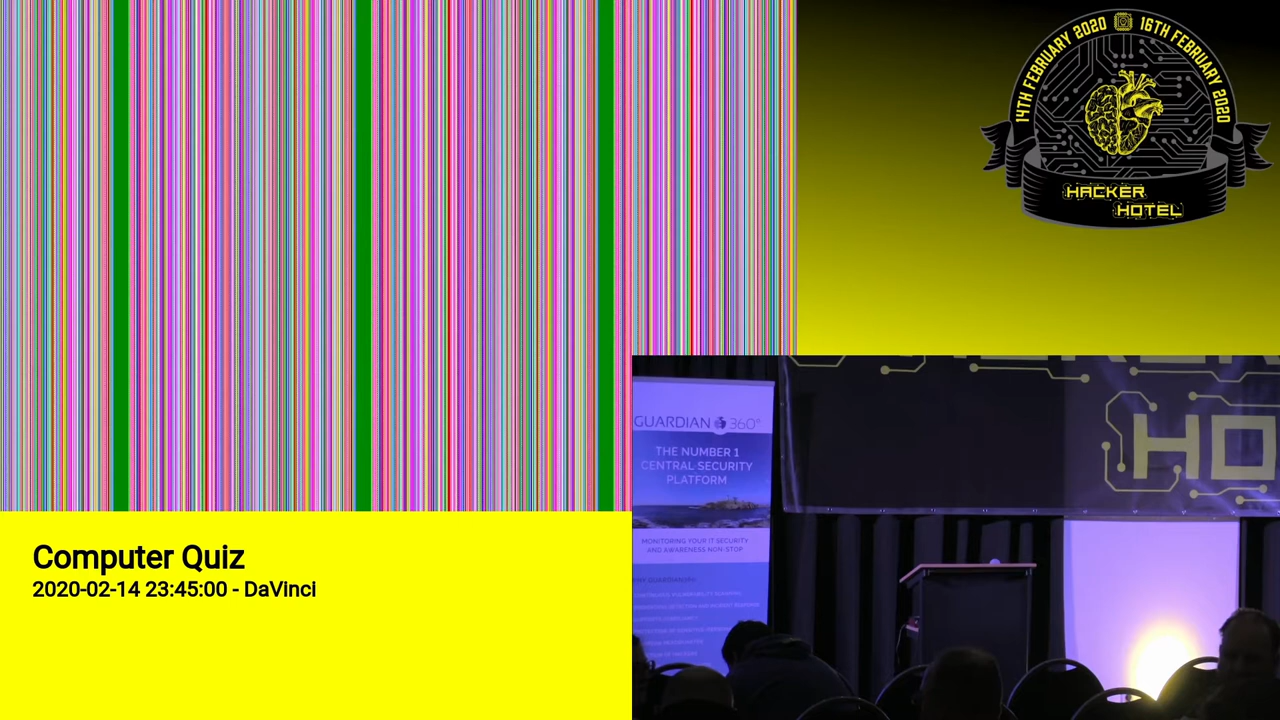 14TH FEBRUARY 2020 16TH FEBRUARY 2020
HACKER
HOTEL
GUARDIAN 360°
THE NUMBER 1
CENTRAL SECURITY
PLATFORM
MONITORING YOUR IT SECURITY
AND AWARENESS NON-STOP
HO
Computer Quiz
2020-02-14 23:45:00 - DaVinci